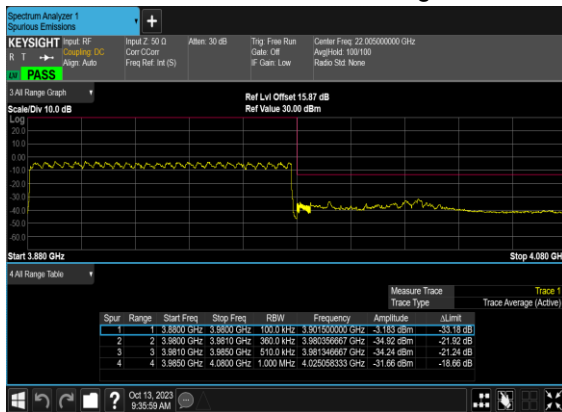 Spectrum Analyzer 1
Spurious Emissions
KEYSIGHT Input: RF Input Z: 50 Ω Atten: 30 dB Trig: Free Run Center Freq: 22.005000000 GHz
R T Coupling: DC Corr CCorr Gate: Off Avg|Hold: 100/100
Align: Auto Freq Ref: Int (S) IF Gain: Low Radio Std: None
PASS
3 All Range Graph
Ref Lvl Offset 15.87 dB
Scale/Div 10.0 dB Ref Value 30.00 dBm
Log
20.0
10.0
0.00
-10.0
-20.0
-30.0
-40.0
-50.0
-60.0
Start 3.880 GHz Stop 4.080 GH
4 All Range Table
Measure Trace Trace 1
Trace Type Trace Average (Active)
Spur Range Start Freq Stop Freq RBW Frequency Amplitude ΔLimit
1 1 3.8800 GHz 3.9800 GHz 100.0 kHz 3.901500000 GHz -3.183 dBm -33.18 dB
2 2 3.9800 GHz 3.9810 GHz 360.0 kHz 3.980356667 GHz -34.92 dBm -21.92 dB
3 3 3.9810 GHz 3.9850 GHz 510.0 kHz 3.981346667 GHz -34.24 dBm -21.24 dB
4 4 3.9850 GHz 4.0800 GHz 1.000 MHz 4.025058333 GHz -31.66 dBm -18.66 dB
? Oct 13, 2023
9:35:59 AM